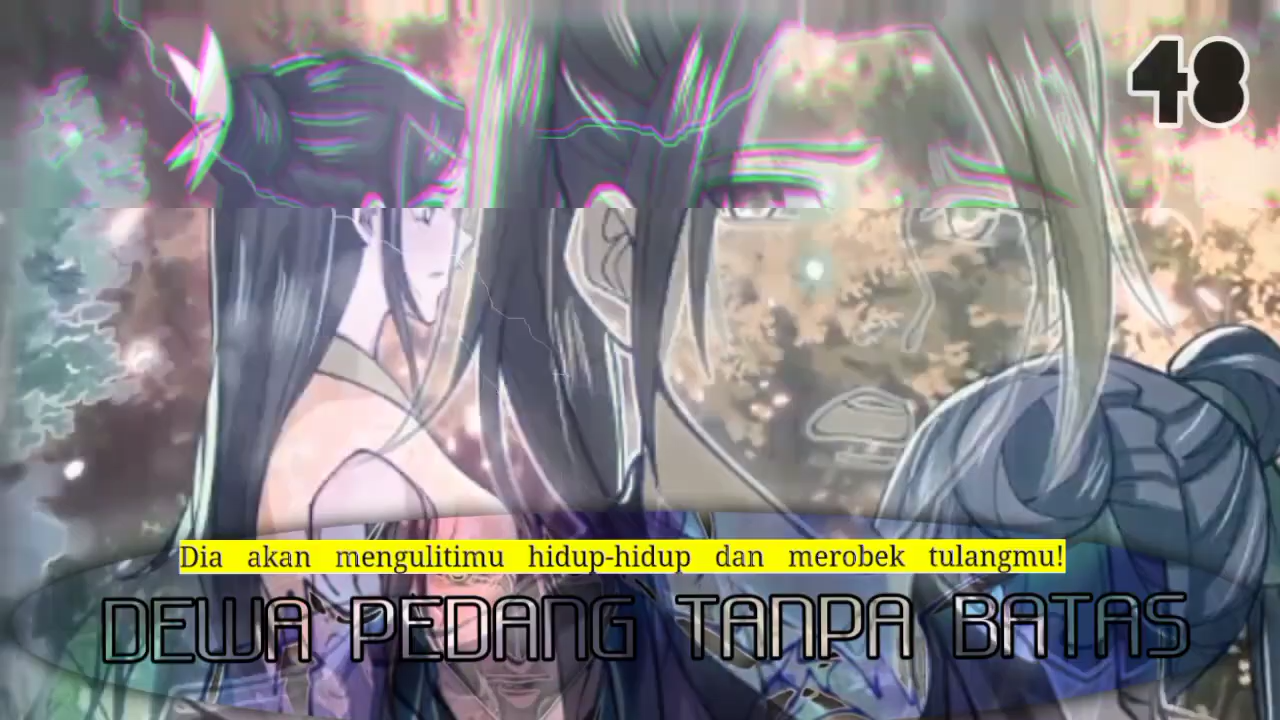 48
Dia akan mengulitimu hidup-hidup dan merobek tulangmu!
DEWA PEDANG TANPA BATAS